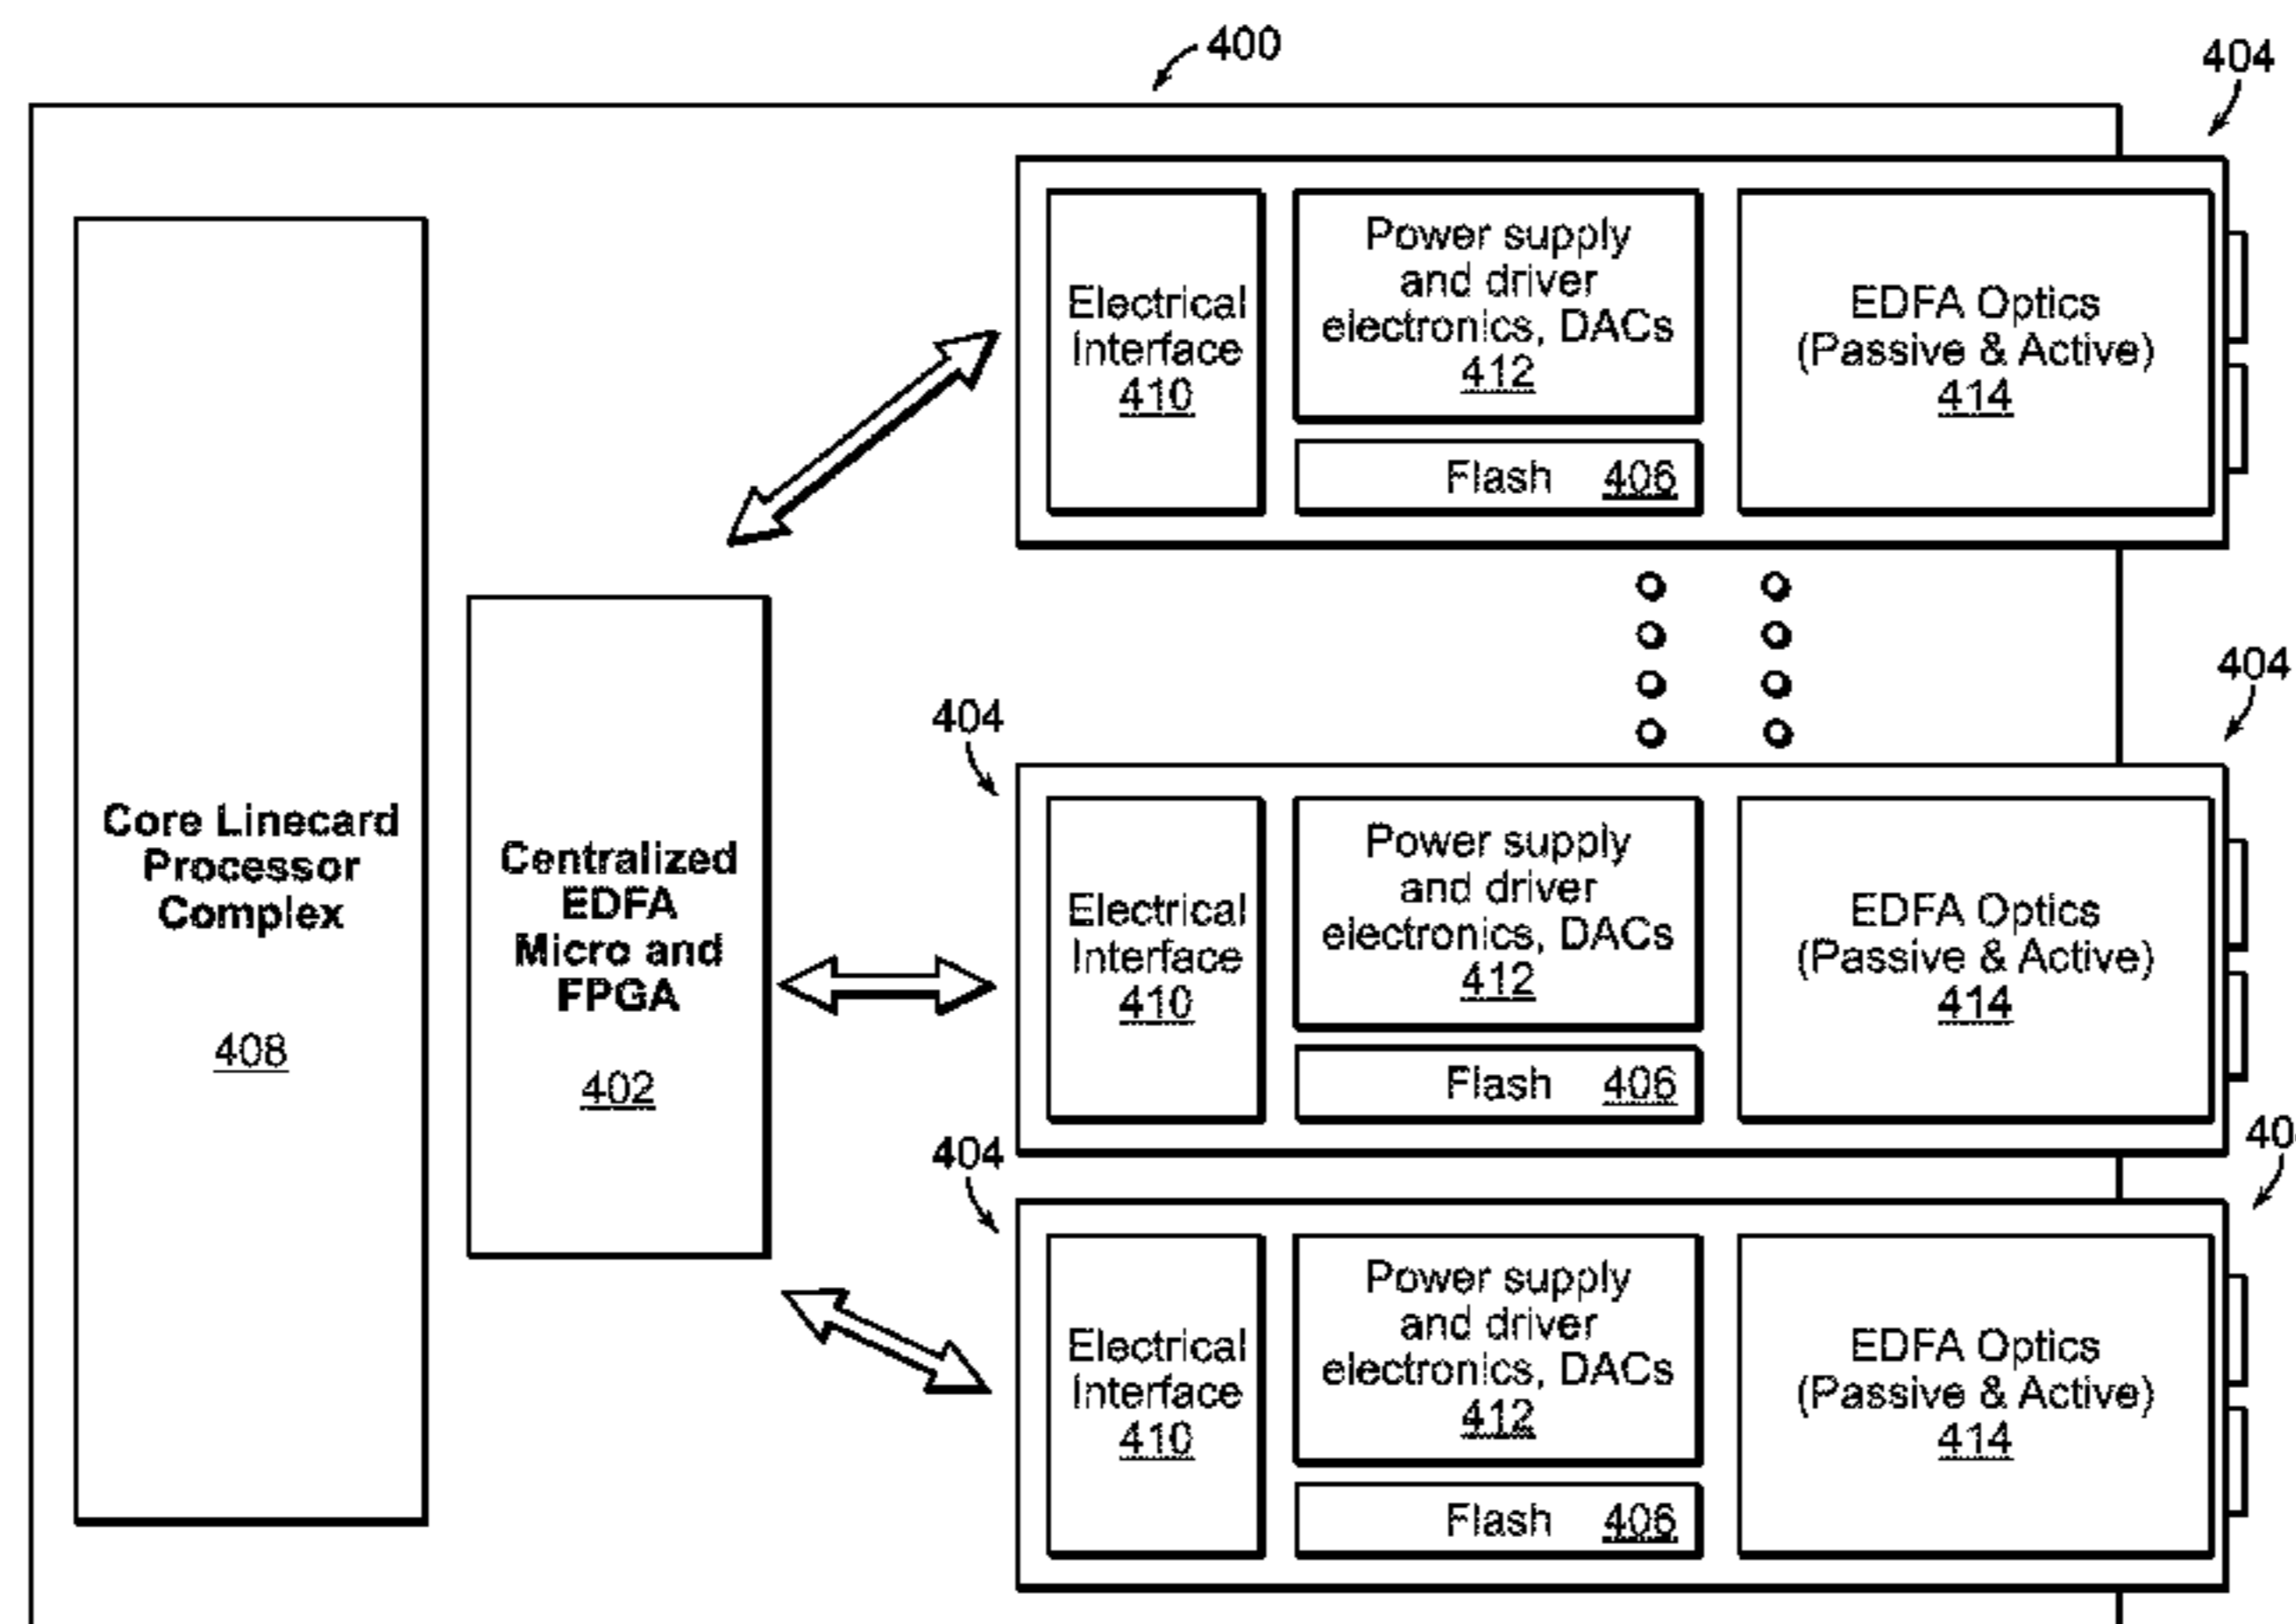 400
404
Electrical
Interface
410
Power supply
and driver
electronics, DACs
412
Flash 406
EDFA Optics
(Passive & Active)
414
Core Linecard
Processor
Complex
408
Centralized
EDFA
Micro and
FPGA
402
404
404
Electrical
Interface
410
Power supply
and driver
electronics, DACs
412
Flash 406
EDFA Optics
(Passive & Active)
414
404
40
Electrical
Interface
410
Power supply
and driver
electronics, DACs
412
Flash 406
EDFA Optics
(Passive & Active)
414